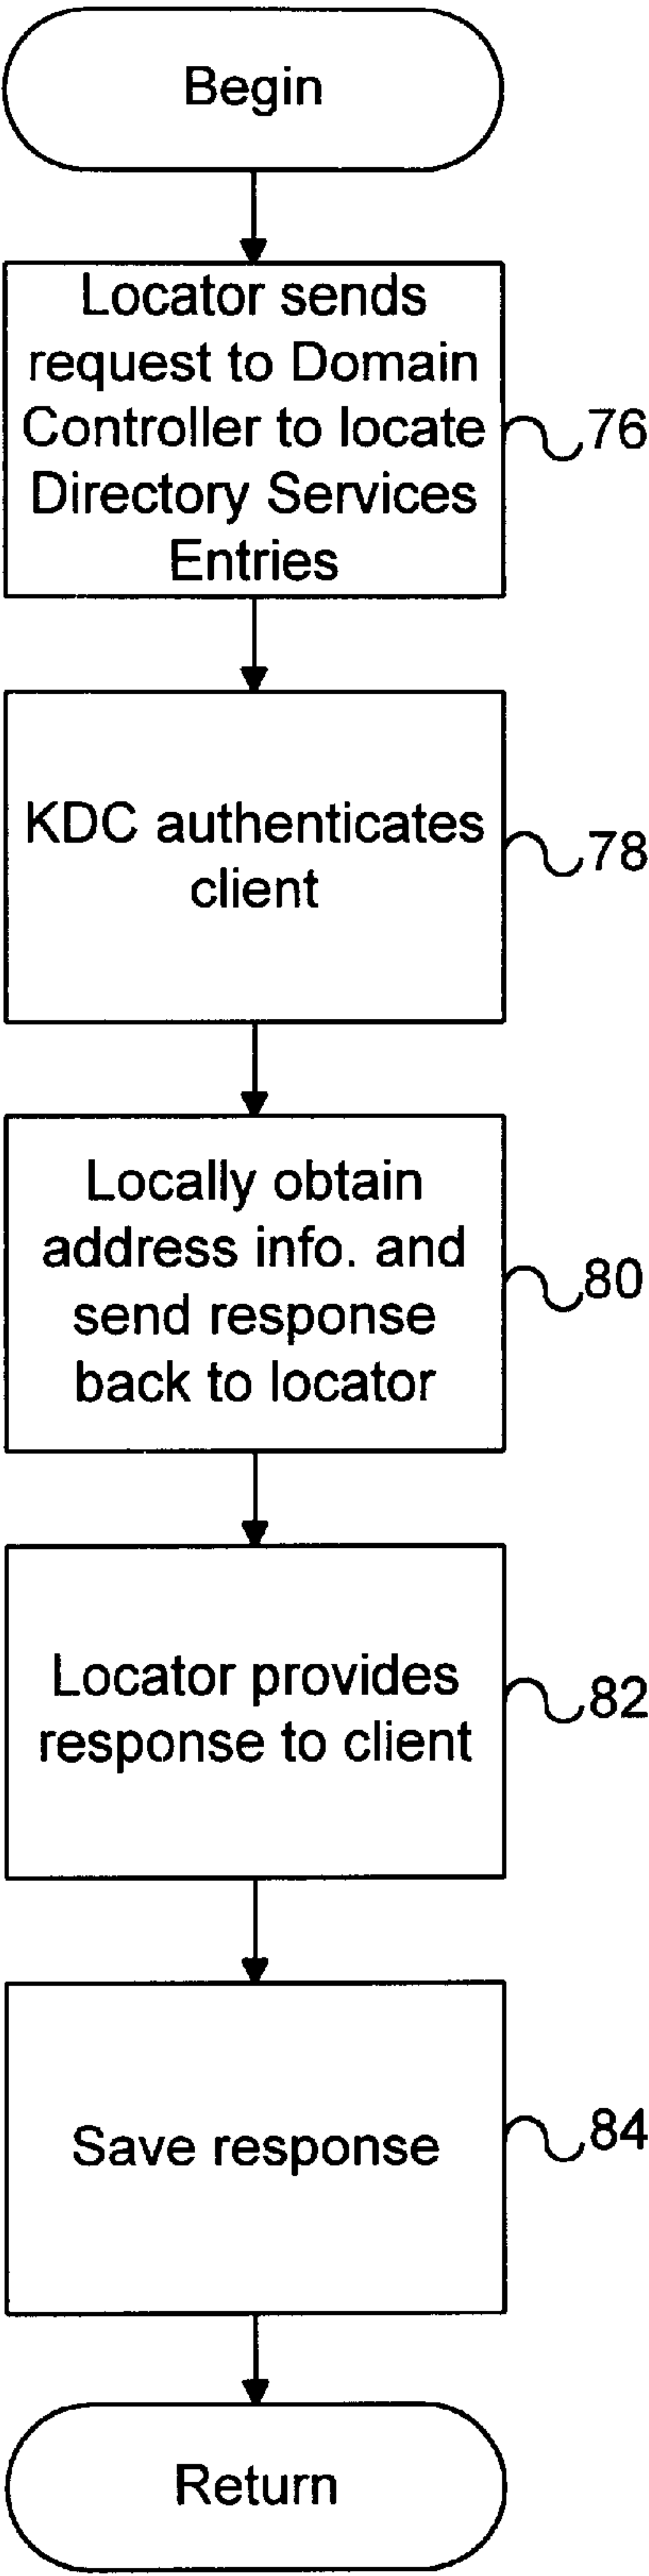 Begin
Locator sends
request to Domain
Controller to locate
Directory Services
Entries
76
KDC authenticates
client
78
Locally obtain
address info. and
send response
back to locator
80
Locator provides
response to client
82
Save response
84
Return